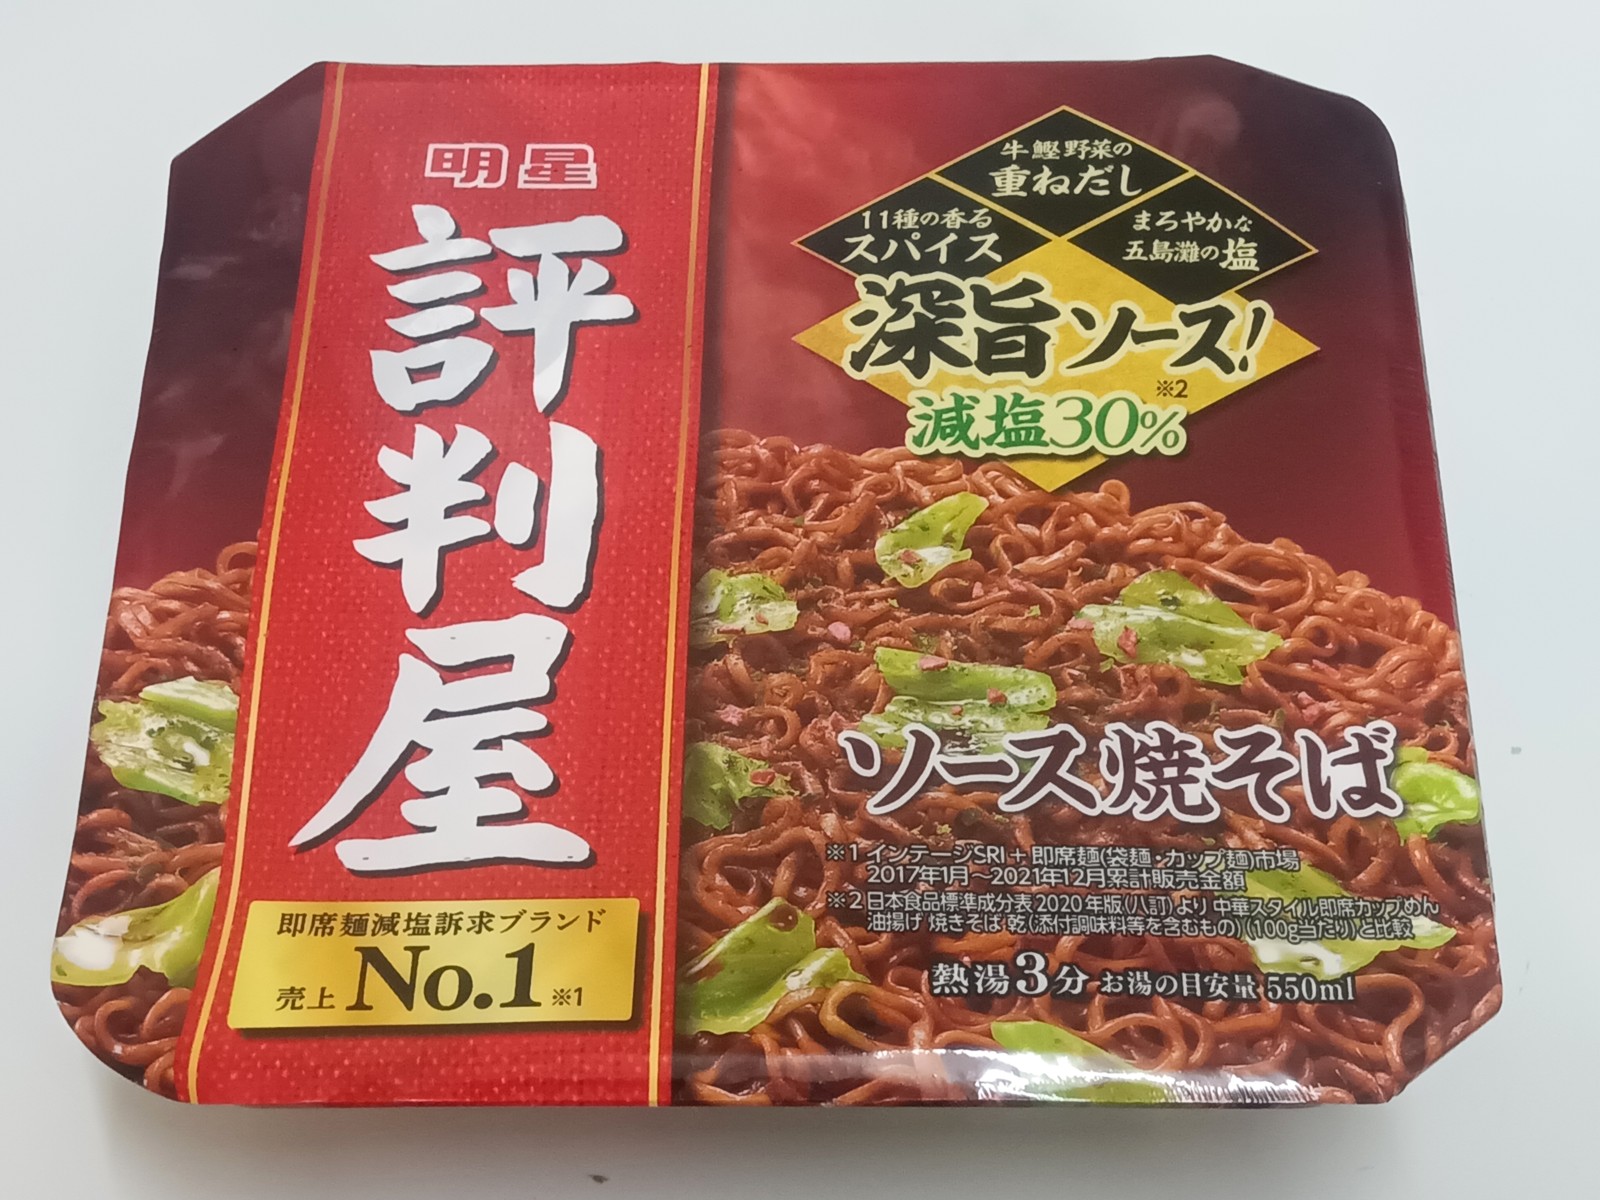 明星
評判屋
即席麺減塩訴求ブランド
売上 No.1 ※1
牛鰹野菜の
重ねだし
11種の香る
スパイス
まろやかな
五島灘の塩
深旨ソース!
※2
減塩30%
ソース焼そば
※1 インテージSRI+ 即席麺(袋麺・カップ麺)市場
2017年1月～2021年12月累計販売金額
※2 日本食品標準成分表2020年版(八訂)より 中華スタイル即席カップめん
油揚げ 焼きそば 乾(添付調味料等を含むもの)(100g当たり)と比較
熱湯3分 お湯の目安量 550ml